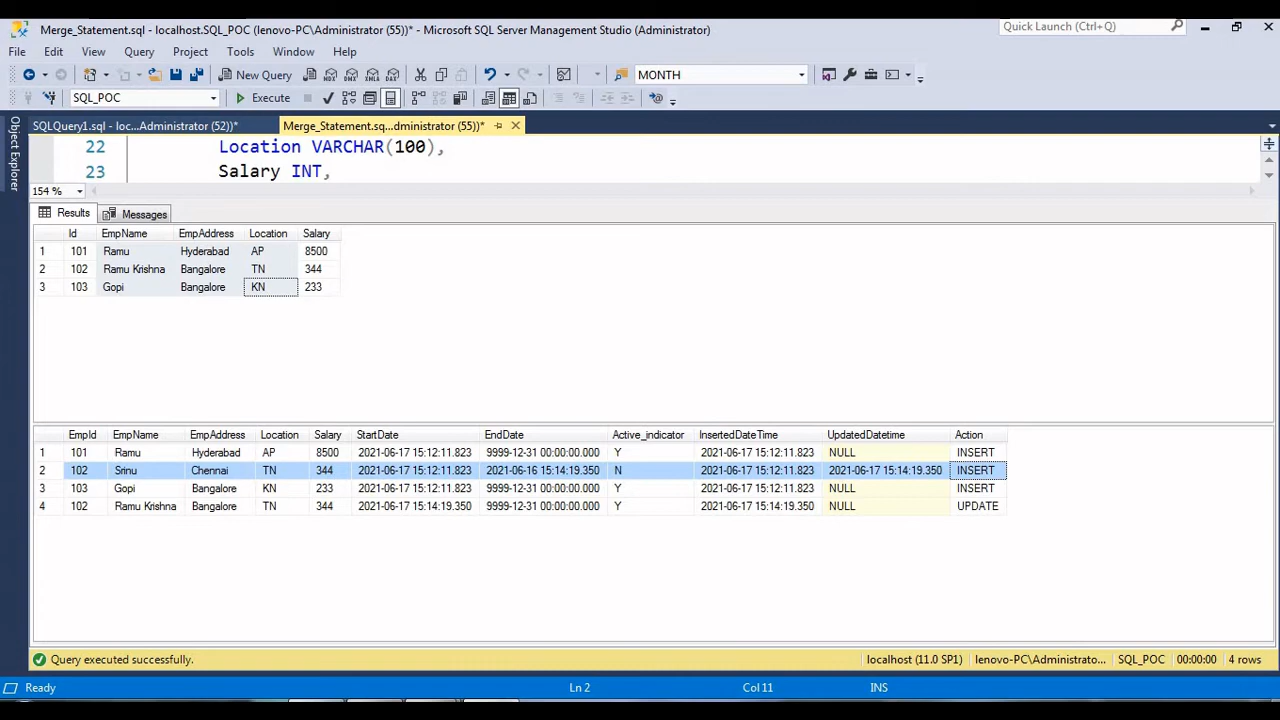 Merge_Statement.sql - localhost.SQL_POC (lenovo-PC\Administrator (55))* - Microsoft SQL Server Management Studio (Administrator)
Quick Launch (Ctrl+Q)
File Edit View Query Project Tools Window Help
New Query MONTH
SQL_POC Execute
SQLQuery1.sql - loc...Administrator (52))* Merge_Statement.sq...dministrator (55))*
Object Explorer
22 Location VARCHAR(100),
23 Salary INT,
154 %
Results Messages
Id EmpName EmpAddress Location Salary
1 101 Ramu Hyderabad AP 8500
2 102 Ramu Krishna Bangalore TN 344
3 103 Gopi Bangalore KN 233
EmpId EmpName EmpAddress Location Salary StartDate EndDate Active_indicator InsertedDateTime UpdatedDatetime Action
1 101 Ramu Hyderabad AP 8500 2021-06-17 15:12:11.823 9999-12-31 00:00:00.000 Y 2021-06-17 15:12:11.823 NULL INSERT
2 102 Srinu Chennai TN 344 2021-06-17 15:12:11.823 2021-06-16 15:14:19.350 N 2021-06-17 15:12:11.823 2021-06-17 15:14:19.350 INSERT
3 103 Gopi Bangalore KN 233 2021-06-17 15:12:11.823 9999-12-31 00:00:00.000 Y 2021-06-17 15:12:11.823 NULL INSERT
4 102 Ramu Krishna Bangalore TN 344 2021-06-17 15:14:19.350 9999-12-31 00:00:00.000 Y 2021-06-17 15:14:19.350 NULL UPDATE
Query executed successfully. localhost (11.0 SP1) lenovo-PC\Administrato... SQL_POC 00:00:00 4 rows
Ready Ln 2 Col 11 INS